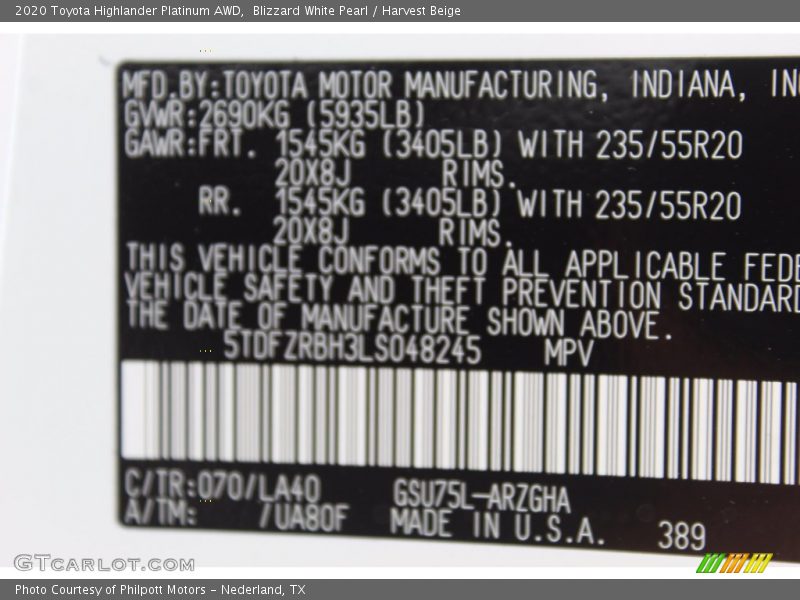 2020 Toyota Highlander Platinum AWD,  Blizzard White Pearl / Harvest Beige
MFD.BY:TOYOTA MOTOR MANUFACTURING, INDIANA, IN
GVWR:2690KG (5935LB)
GAWR:FRT. 1545KG (3405LB) WITH 235/55R20
20X8J RIMS.
RR. 1545KG (3405LB) WITH 235/55R20
20X8J RIMS.
THIS VEHICLE CONFORMS TO ALL APPLICABLE FEDE
VEHICLE SAFETY AND THEFT PREVENTION STANDARD
THE DATE OF MANUFACTURE SHOWN ABOVE.
5TDFZRBH3LS048245 MPV
C/TR:070/LA40 GSU75L-ARZGHA
A/TM: /UA80F MADE IN U.S.A. 389
GTCARLOT.COM
Photo Courtesy of Philpott Motors - Nederland, TX